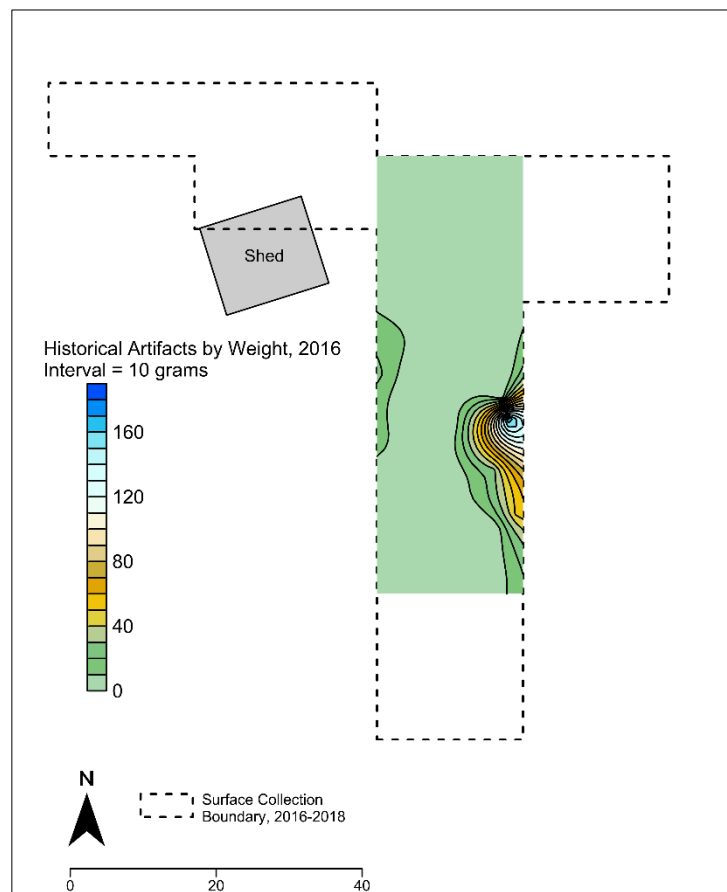 Shed
Historical Artifacts by Weight, 2016
Interval = 10 grams
160
120
80
40
0
N
Surface Collection
Boundary, 2016-2018
0 20 40